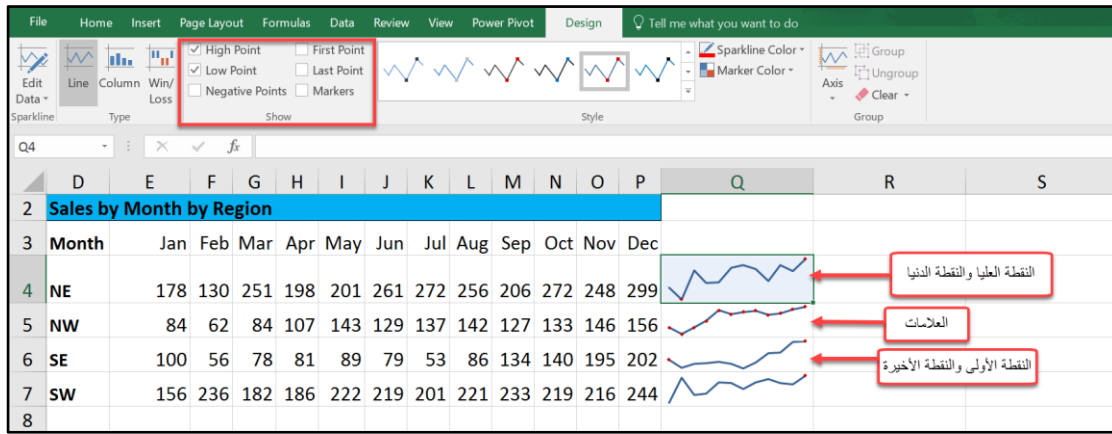 File Home Insert Page Layout Formulas Data Review View Power Pivot Design Tell me what you want to do
High Point First Point Sparkline Color Group
Low Point Last Point Marker Color Ungroup
Edit Data Line Column Win/Loss Negative Points Markers Axis Clear
Sparkline Type Show Style Group
Q4 fx
D E F G H I J K L M N O P Q R S
2 Sales by Month by Region
3 Month Jan Feb Mar Apr May Jun Jul Aug Sep Oct Nov Dec
4 NE 178 130 251 198 201 261 272 256 206 272 248 299 النقطة العليا والنقطة الدنيا
5 NW 84 62 84 107 143 129 137 142 127 133 146 156 العلامات
6 SE 100 56 78 81 89 79 53 86 134 140 195 202 النقطة الأولى والنقطة الأخيرة
7 SW 156 236 182 186 222 219 201 221 233 219 216 244
8